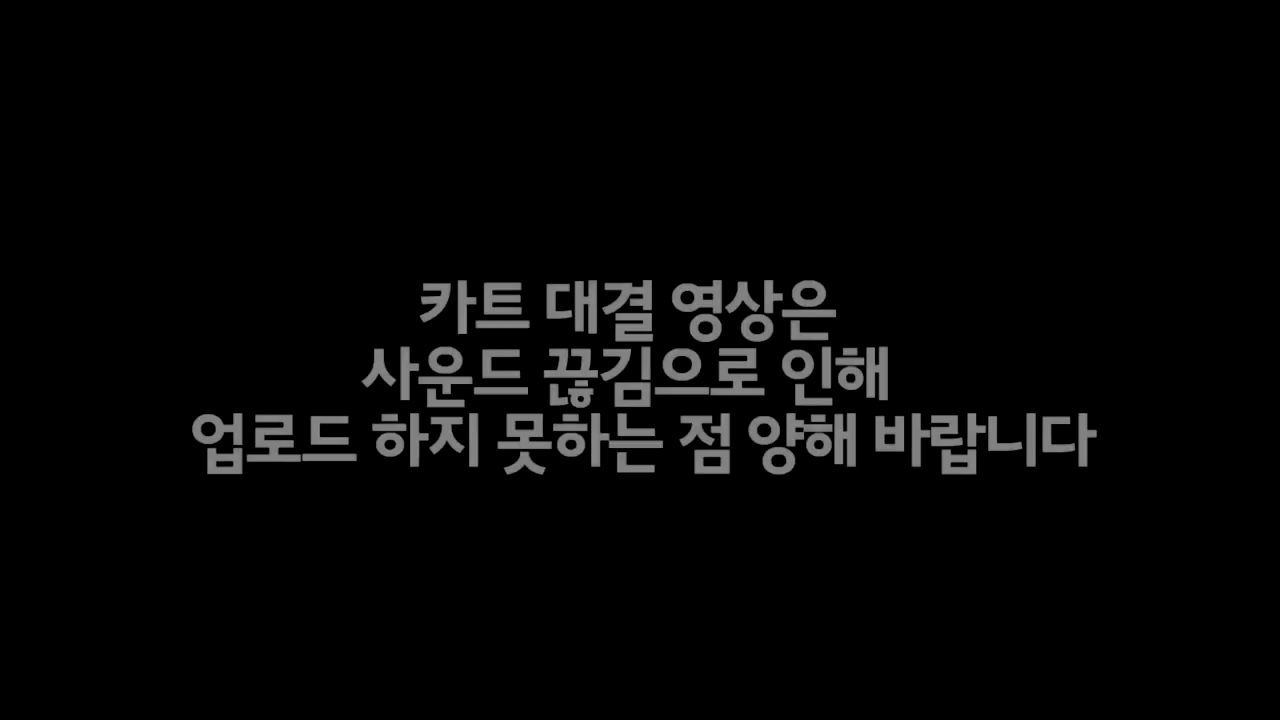 카트 대결 영상은
사운드 끊김으로 인해
업로드 하지 못하는 점 양해 바랍니다